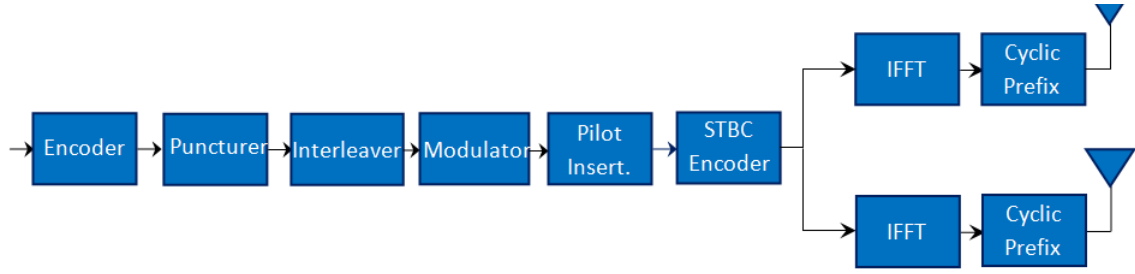 Encoder
Puncturer
Interleaver
Modulator
Pilot
Insert.
STBC
Encoder
IFFT
Cyclic
Prefix
IFFT
Cyclic
Prefix